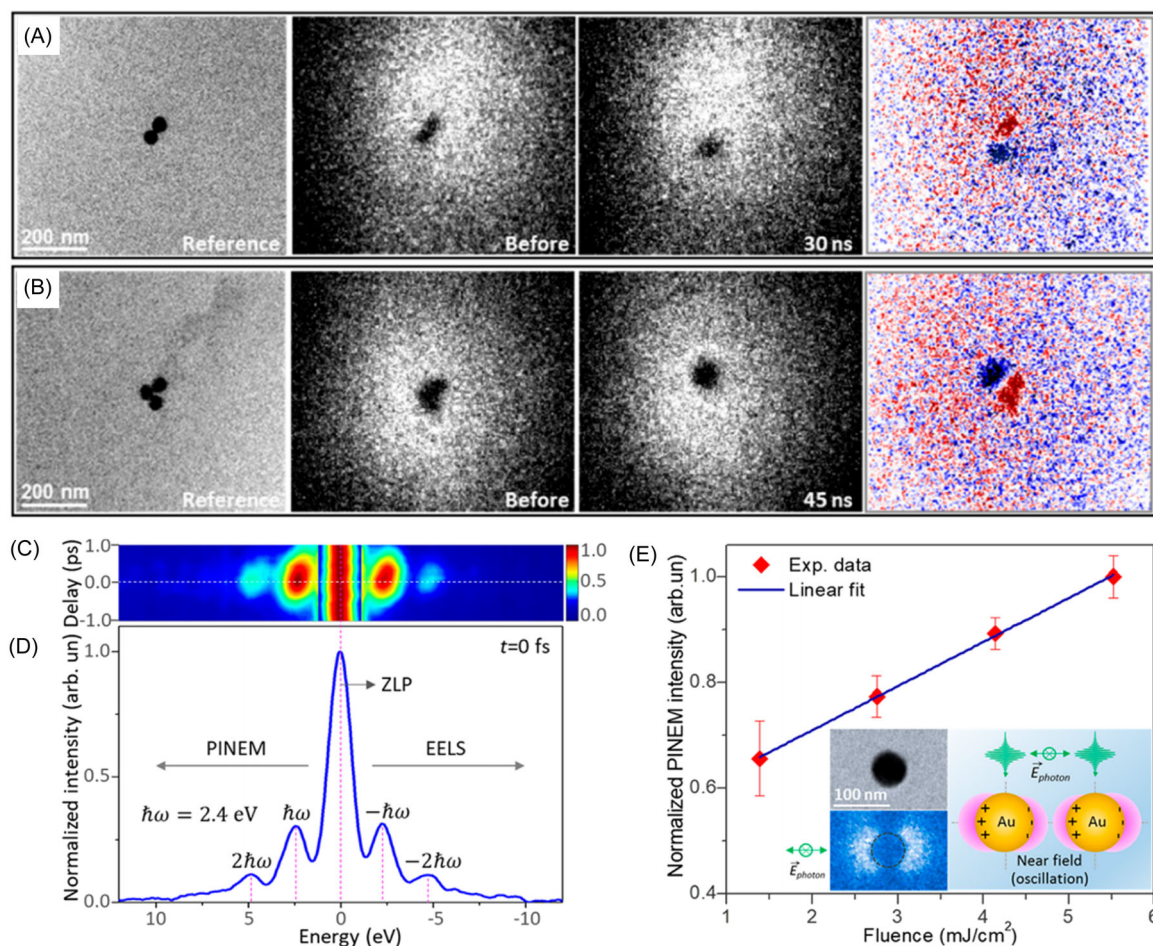 (A)
200 nm
Reference
Before
30 ns
(B)
200 nm
Reference
Before
45 ns
(C)
Delay (ps)
1.0
0.0
-1.0
1.0
0.5
0.0
(D)
Normalized intensity (arb. un)
1.0
0.5
0.0
t=0 fs
ZLP
PINEM
EELS
ℏω = 2.4 eV
2ℏω
ℏω
−ℏω
−2ℏω
10
5
0
-5
-10
Energy (eV)
(E)
Normalized PINEM intensity (arb.un)
1.0
0.8
0.6
0.4
Exp. data
Linear fit
100 nm
E⃗photon
E⃗photon
+ + +
Au
- - -
+ + +
Au
- - -
Near field
(oscillation)
1
2
3
4
5
6
Fluence (mJ/cm²)